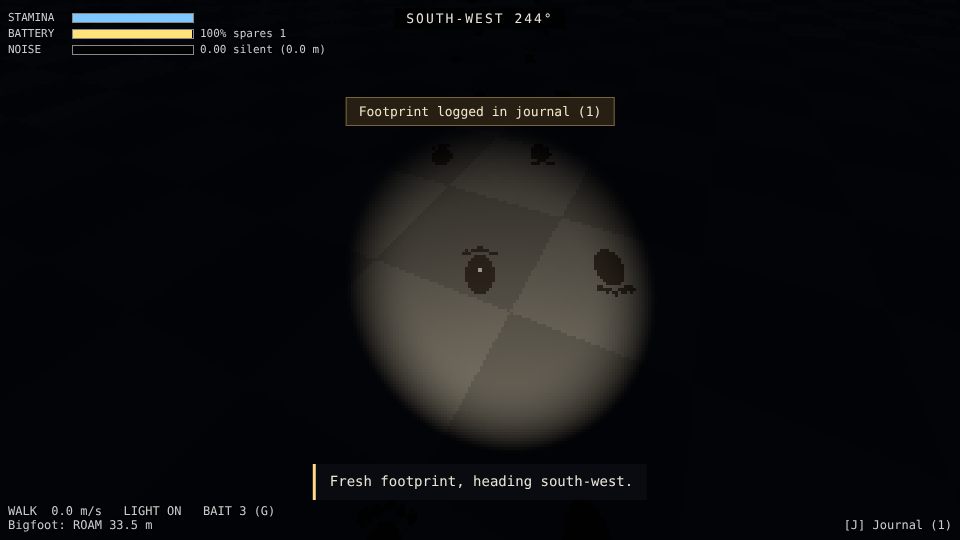 STAMINA
SOUTH-WEST 244°
BATTERY 100% spares 1
NOISE 0.00 silent (0.0 m)
Footprint logged in journal (1)
Fresh footprint, heading south-west.
WALK 0.0 m/s LIGHT ON BAIT 3 (G)
Bigfoot: ROAM 33.5 m
[J] Journal (1)